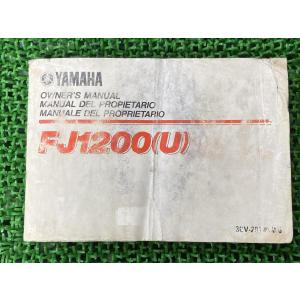 YAMAHA
OWNER'S MANUAL
MANUAL DEL PROPIETARIO
MANUALE DEL PROPRIETARIO
FJ1200(U)